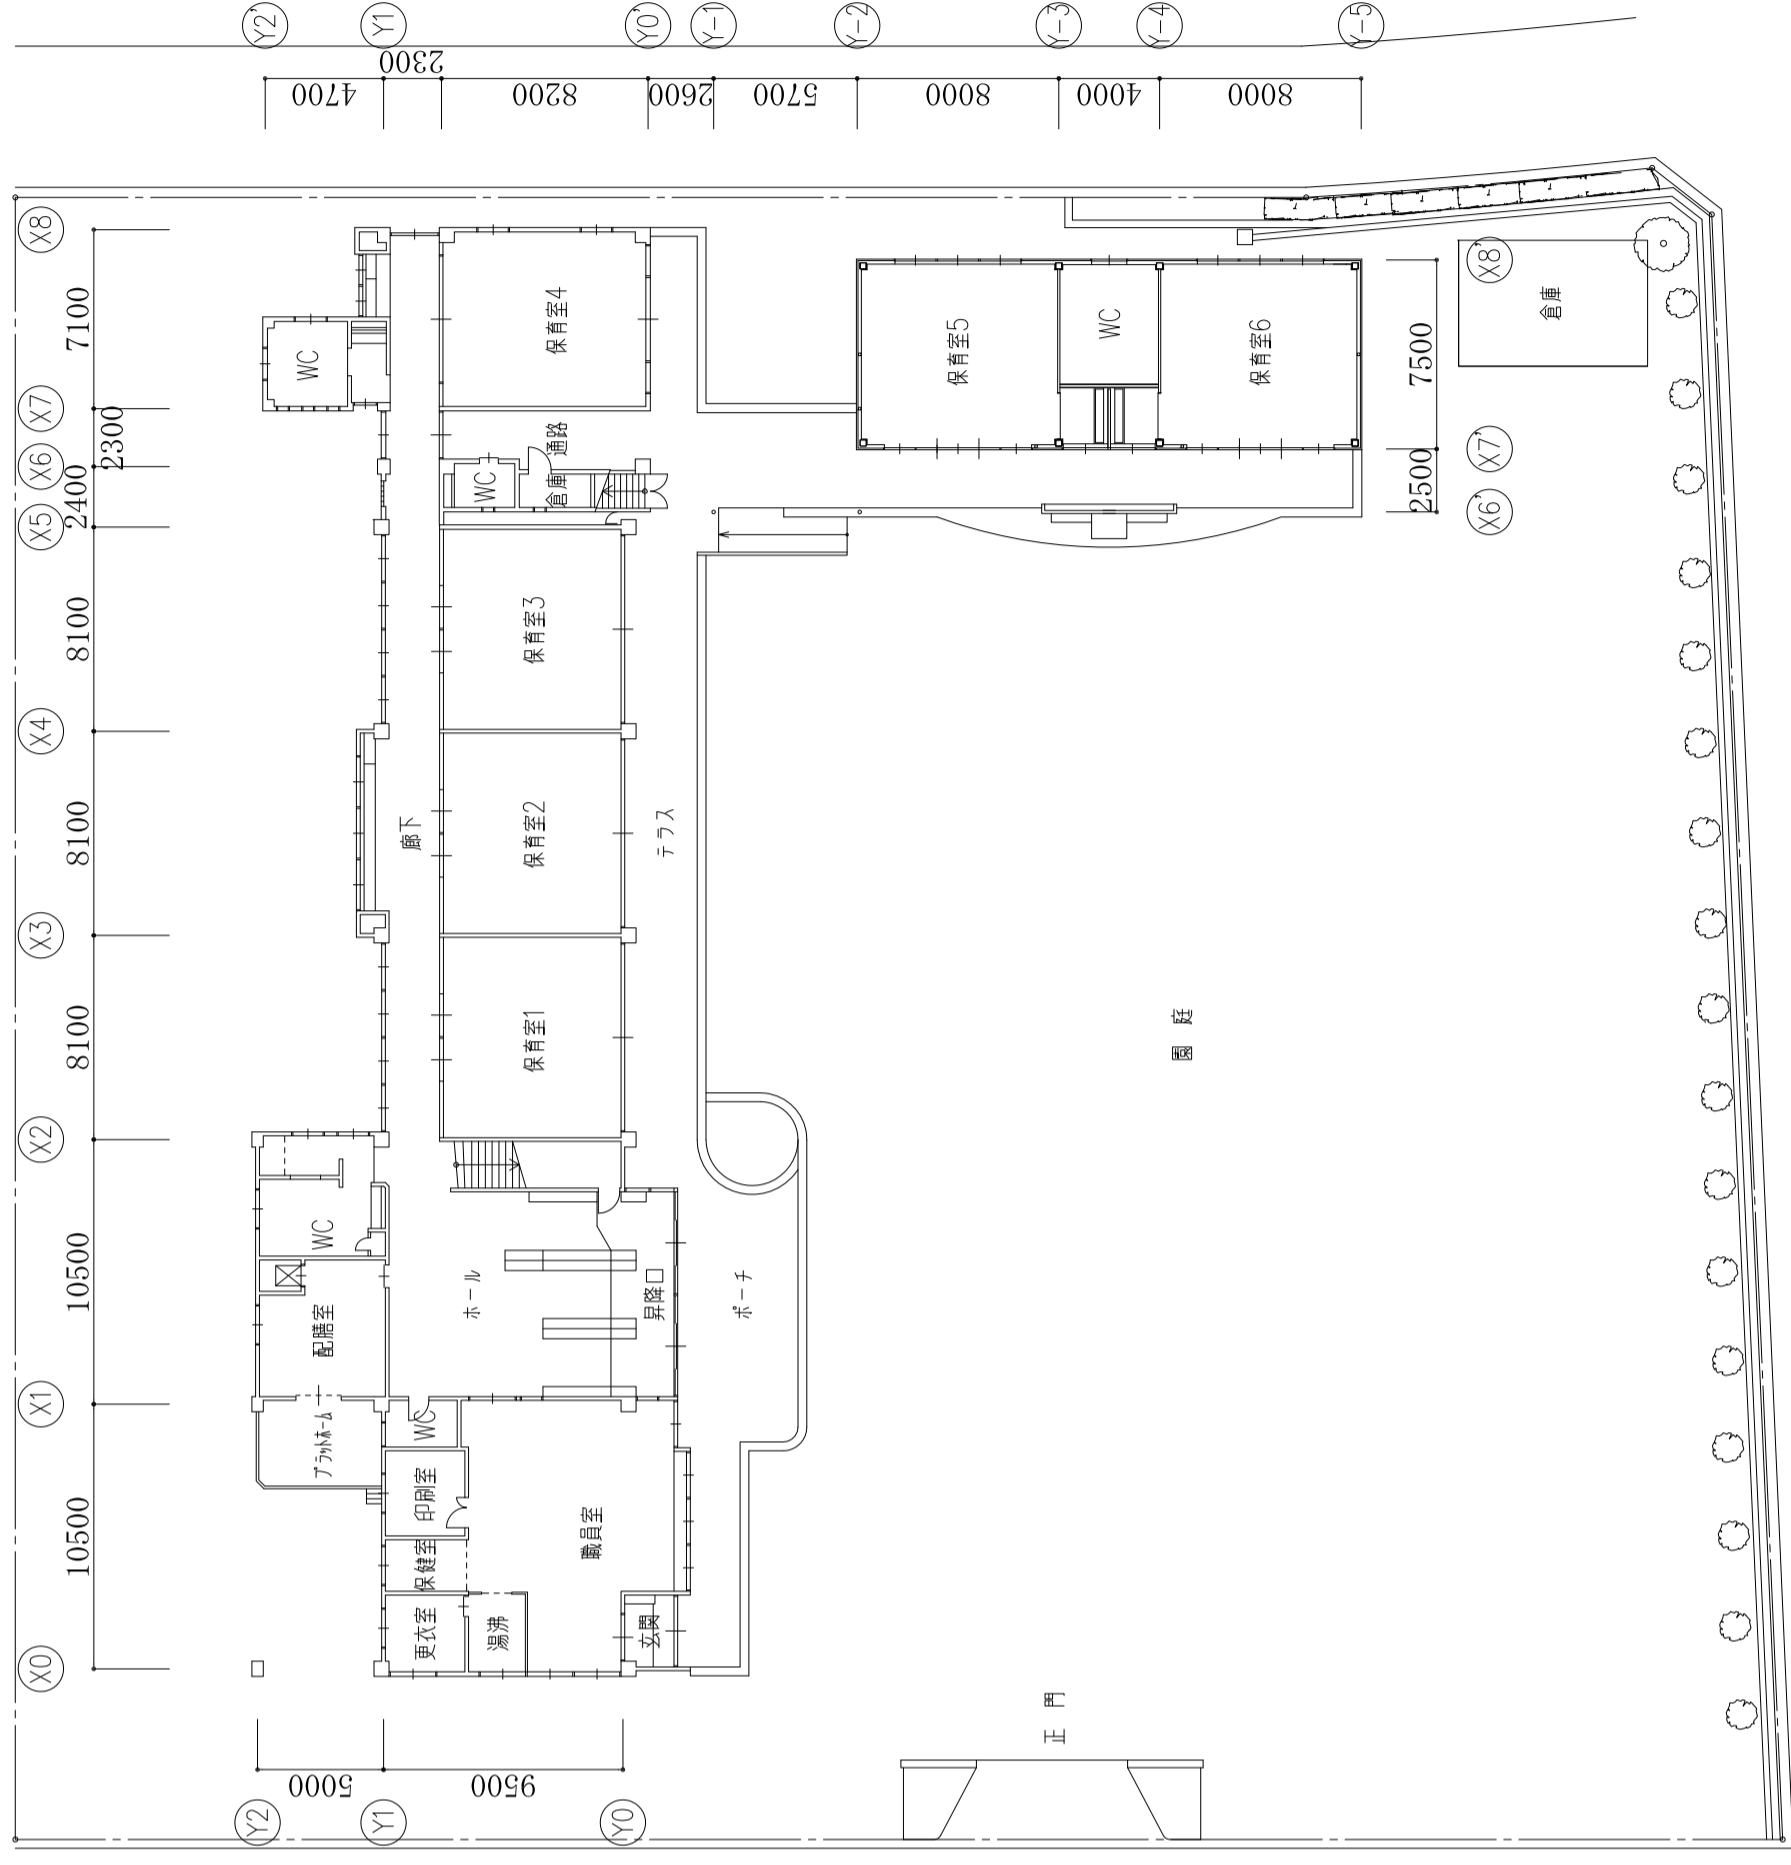 Y2'
Y1
Y0'
Y-1
Y-2
Y-3
Y-4
Y-5
4700
2300
8200
2600
5700
8000
4000
8000
X8
X7
X6
X5
X4
X3
X2
X1
X0
7100
2300
2400
8100
8100
8100
10500
10500
WC
保育室4
通路
WC
倉庫
保育室3
保育室2
保育室1
廊下
テラス
保育室5
WC
保育室6
倉庫
X8'
X7'
X6'
7500
2500
WC
ホール
昇降口
ポーチ
配膳室
プラットホーム
WC
印刷室
保健室
更衣室
湯沸
職員室
玄関
園庭
正門
5000
9500
Y2
Y1
Y0